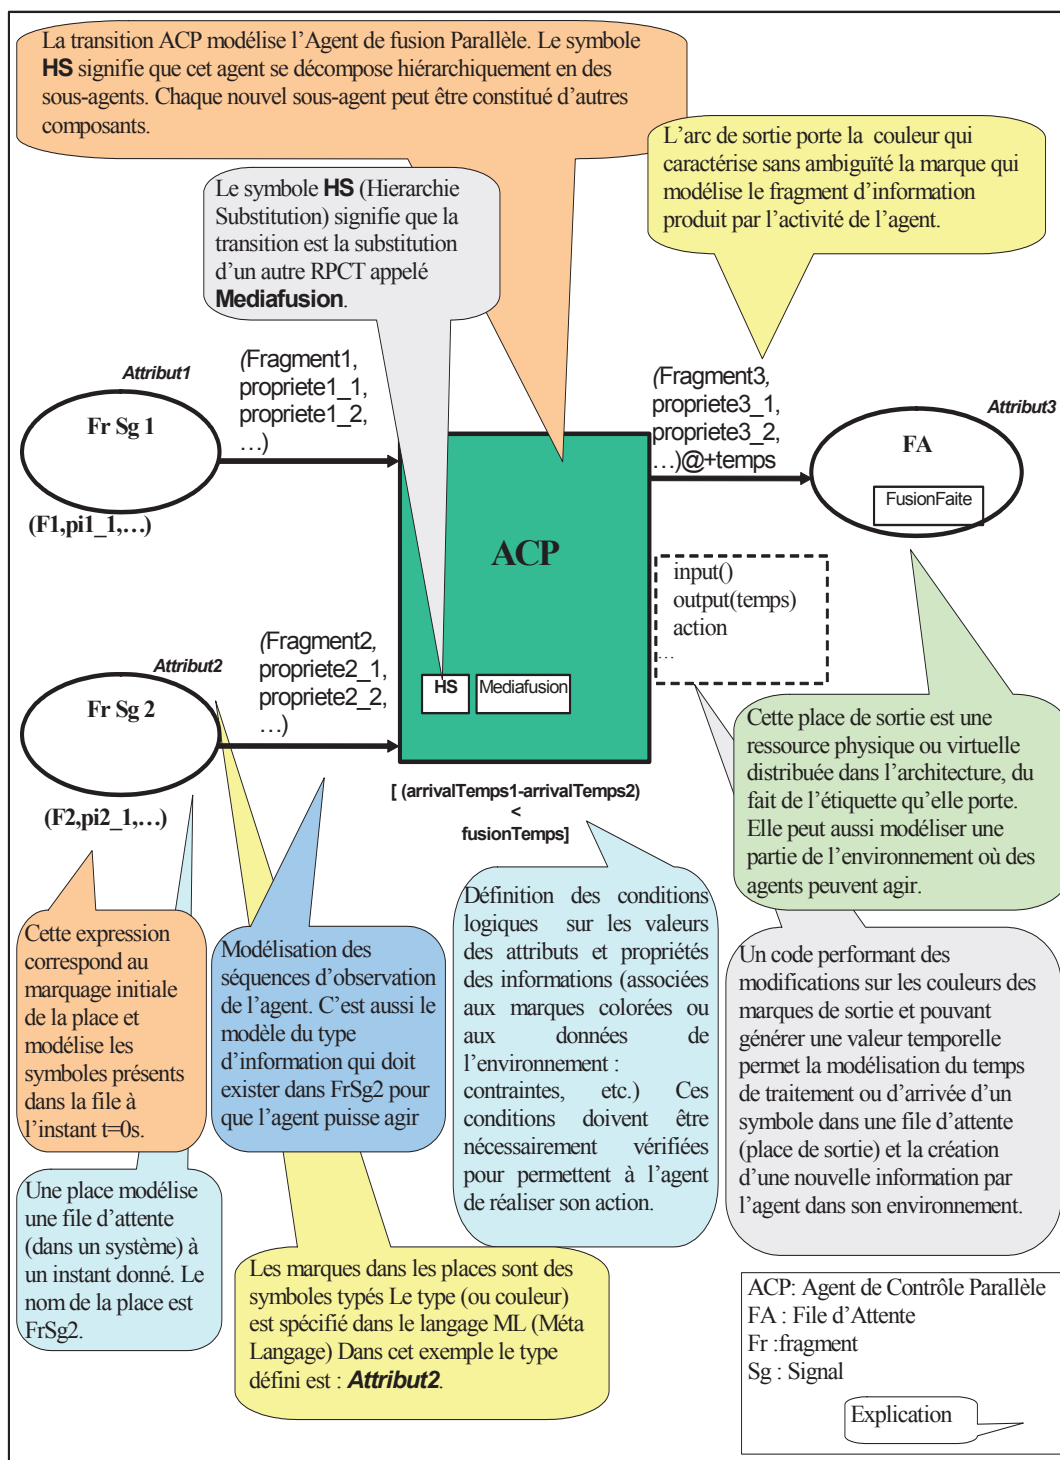 La transition ACP modélise l'Agent de fusion Parallèle. Le symbole
HS signifie que cet agent se décompose hiérarchiquement en des
sous-agents. Chaque nouvel sous-agent peut être constitué d'autres
composants.
L'arc de sortie porte la couleur qui
caractérise sans ambiguïté la marque qui
modélise le fragment d'information
produit par l'activité de l'agent.
Le symbole HS (Hierarchie
Substitution) signifie que la
transition est la substitution
d'un autre RPCT appelé
Mediafusion.
Attribut1
Fr Sg 1
(F1,pi1_1,…)
(Fragment1,
propriete1_1,
propriete1_2,
…)
(Fragment3,
propriete3_1,
propriete3_2,
…)@+temps
Attribut3
FA
FusionFaite
ACP
HS
Mediafusion
input()
output(temps)
action
…
Attribut2
Fr Sg 2
(F2,pi2_1,…)
(Fragment2,
propriete2_1,
propriete2_2,
…)
[ (arrivalTemps1-arrivalTemps2)
<
fusionTemps]
Cette place de sortie est une
ressource physique ou virtuelle
distribuée dans l'architecture, du
fait de l'étiquette qu'elle porte.
Elle peut aussi modéliser une
partie de l'environnement où des
agents peuvent agir.
Cette expression
correspond au
marquage initiale
de la place et
modélise les
symboles présents
dans la file à
l'instant t=0s.
Modélisation des
séquences d'observation
de l'agent. C'est aussi le
modèle du type
d'information qui doit
exister dans FrSg2 pour
que l'agent puisse agir
Définition des conditions
logiques sur les valeurs
des attributs et propriétés
des informations (associées
aux marques colorées ou
aux données de
l'environnement :
contraintes, etc.) Ces
conditions doivent être
nécessairement vérifiées
pour permettent à l'agent
de réaliser son action.
Un code performant des
modifications sur les couleurs des
marques de sortie et pouvant
générer une valeur temporelle
permet la modélisation du temps
de traitement ou d'arrivée d'un
symbole dans une file d'attente
(place de sortie) et la création
d'une nouvelle information par
l'agent dans son environnement.
Une place modélise
une file d'attente
(dans un système) à
un instant donné. Le
nom de la place est
FrSg2.
Les marques dans les places sont des
symboles typés Le type (ou couleur)
est spécifié dans le langage ML (Méta
Langage) Dans cet exemple le type
défini est : Attribut2.
ACP: Agent de Contrôle Parallèle
FA : File d'Attente
Fr :fragment
Sg : Signal
Explication